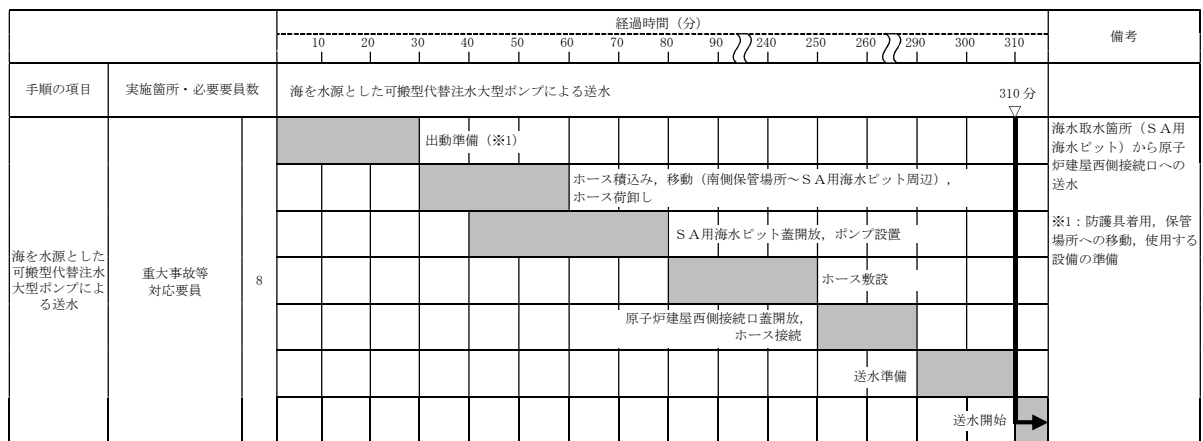 経過時間（分）
備考
10 20 30 40 50 60 70 80 90 240 250 260 290 300 310
手順の項目
実施箇所・必要要員数
海を水源とした可搬型代替注水大型ポンプによる送水
310 分
出動準備（※1）
ホース積込み，移動（南側保管場所～ＳＡ用海水ピット周辺），
ホース荷卸し
ＳＡ用海水ピット蓋開放，ポンプ設置
ホース敷設
原子炉建屋西側接続口蓋開放，
ホース接続
送水準備
送水開始
海を水源とした
可搬型代替注水
大型ポンプによ
る送水
重大事故等
対応要員
8
海水取水箇所（ＳＡ用
海水ピット）から原子
炉建屋西側接続口への
送水
※1：防護具着用，保管
場所への移動，使用する
設備の準備